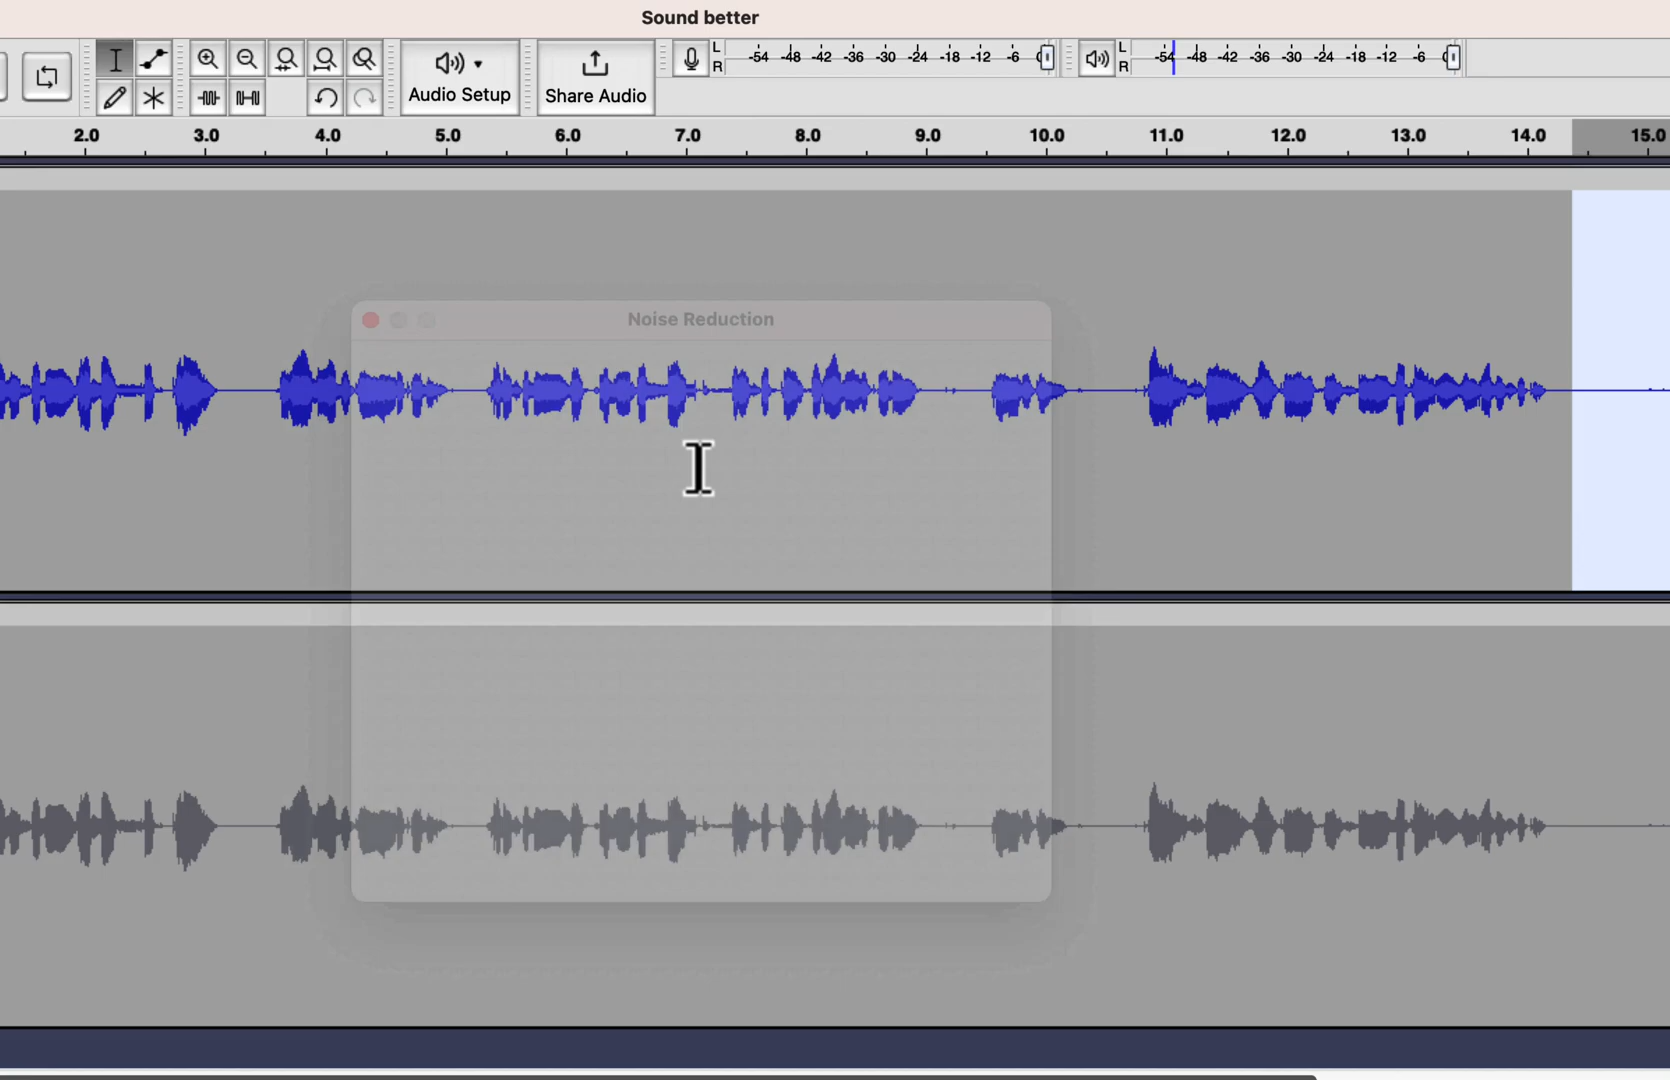 Sound better
L
R
-54 -48 -42 -36 -30 -24 -18 -12 -6 0
L
R
-54 -48 -42 -36 -30 -24 -18 -12 -6 0
Audio Setup
Share Audio
2.0 3.0 4.0 5.0 6.0 7.0 8.0 9.0 10.0 11.0 12.0 13.0 14.0 15.0
Noise Reduction